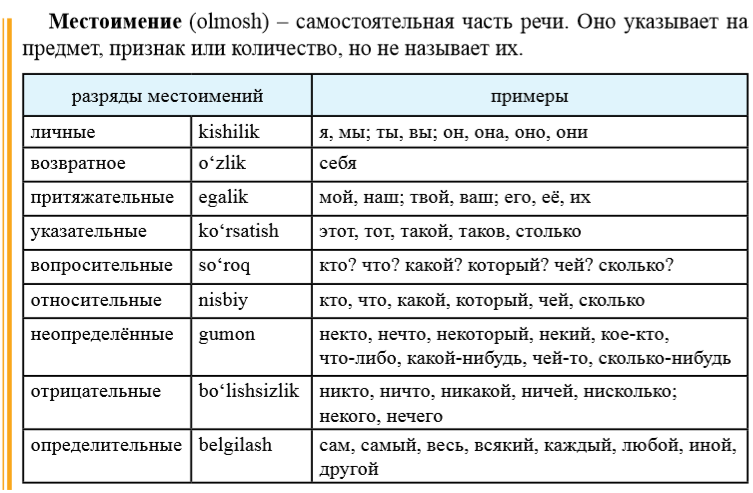 Местоимение (olmosh) – самостоятельная часть речи. Оно указывает на
предмет, признак или количество, но не называет их.
разряды местоимений примеры
личные kishilik я, мы; ты, вы; он, она, оно, они
возвратное o‘zlik себя
притяжательные egalik мой, наш; твой, ваш; его, её, их
указательные ko‘rsatish этот, тот, такой, таков, столько
вопросительные so‘roq кто? что? какой? который? чей? сколько?
относительные nisbiy кто, что, какой, который, чей, сколько
неопределённые gumon некто, нечто, некоторый, некий, кое-кто,
что-либо, какой-нибудь, чей-то, сколько-нибудь
отрицательные bo‘lishsizlik никто, ничто, никакой, ничей, нисколько;
некого, нечего
определительные belgilash сам, самый, весь, всякий, каждый, любой, иной,
другой